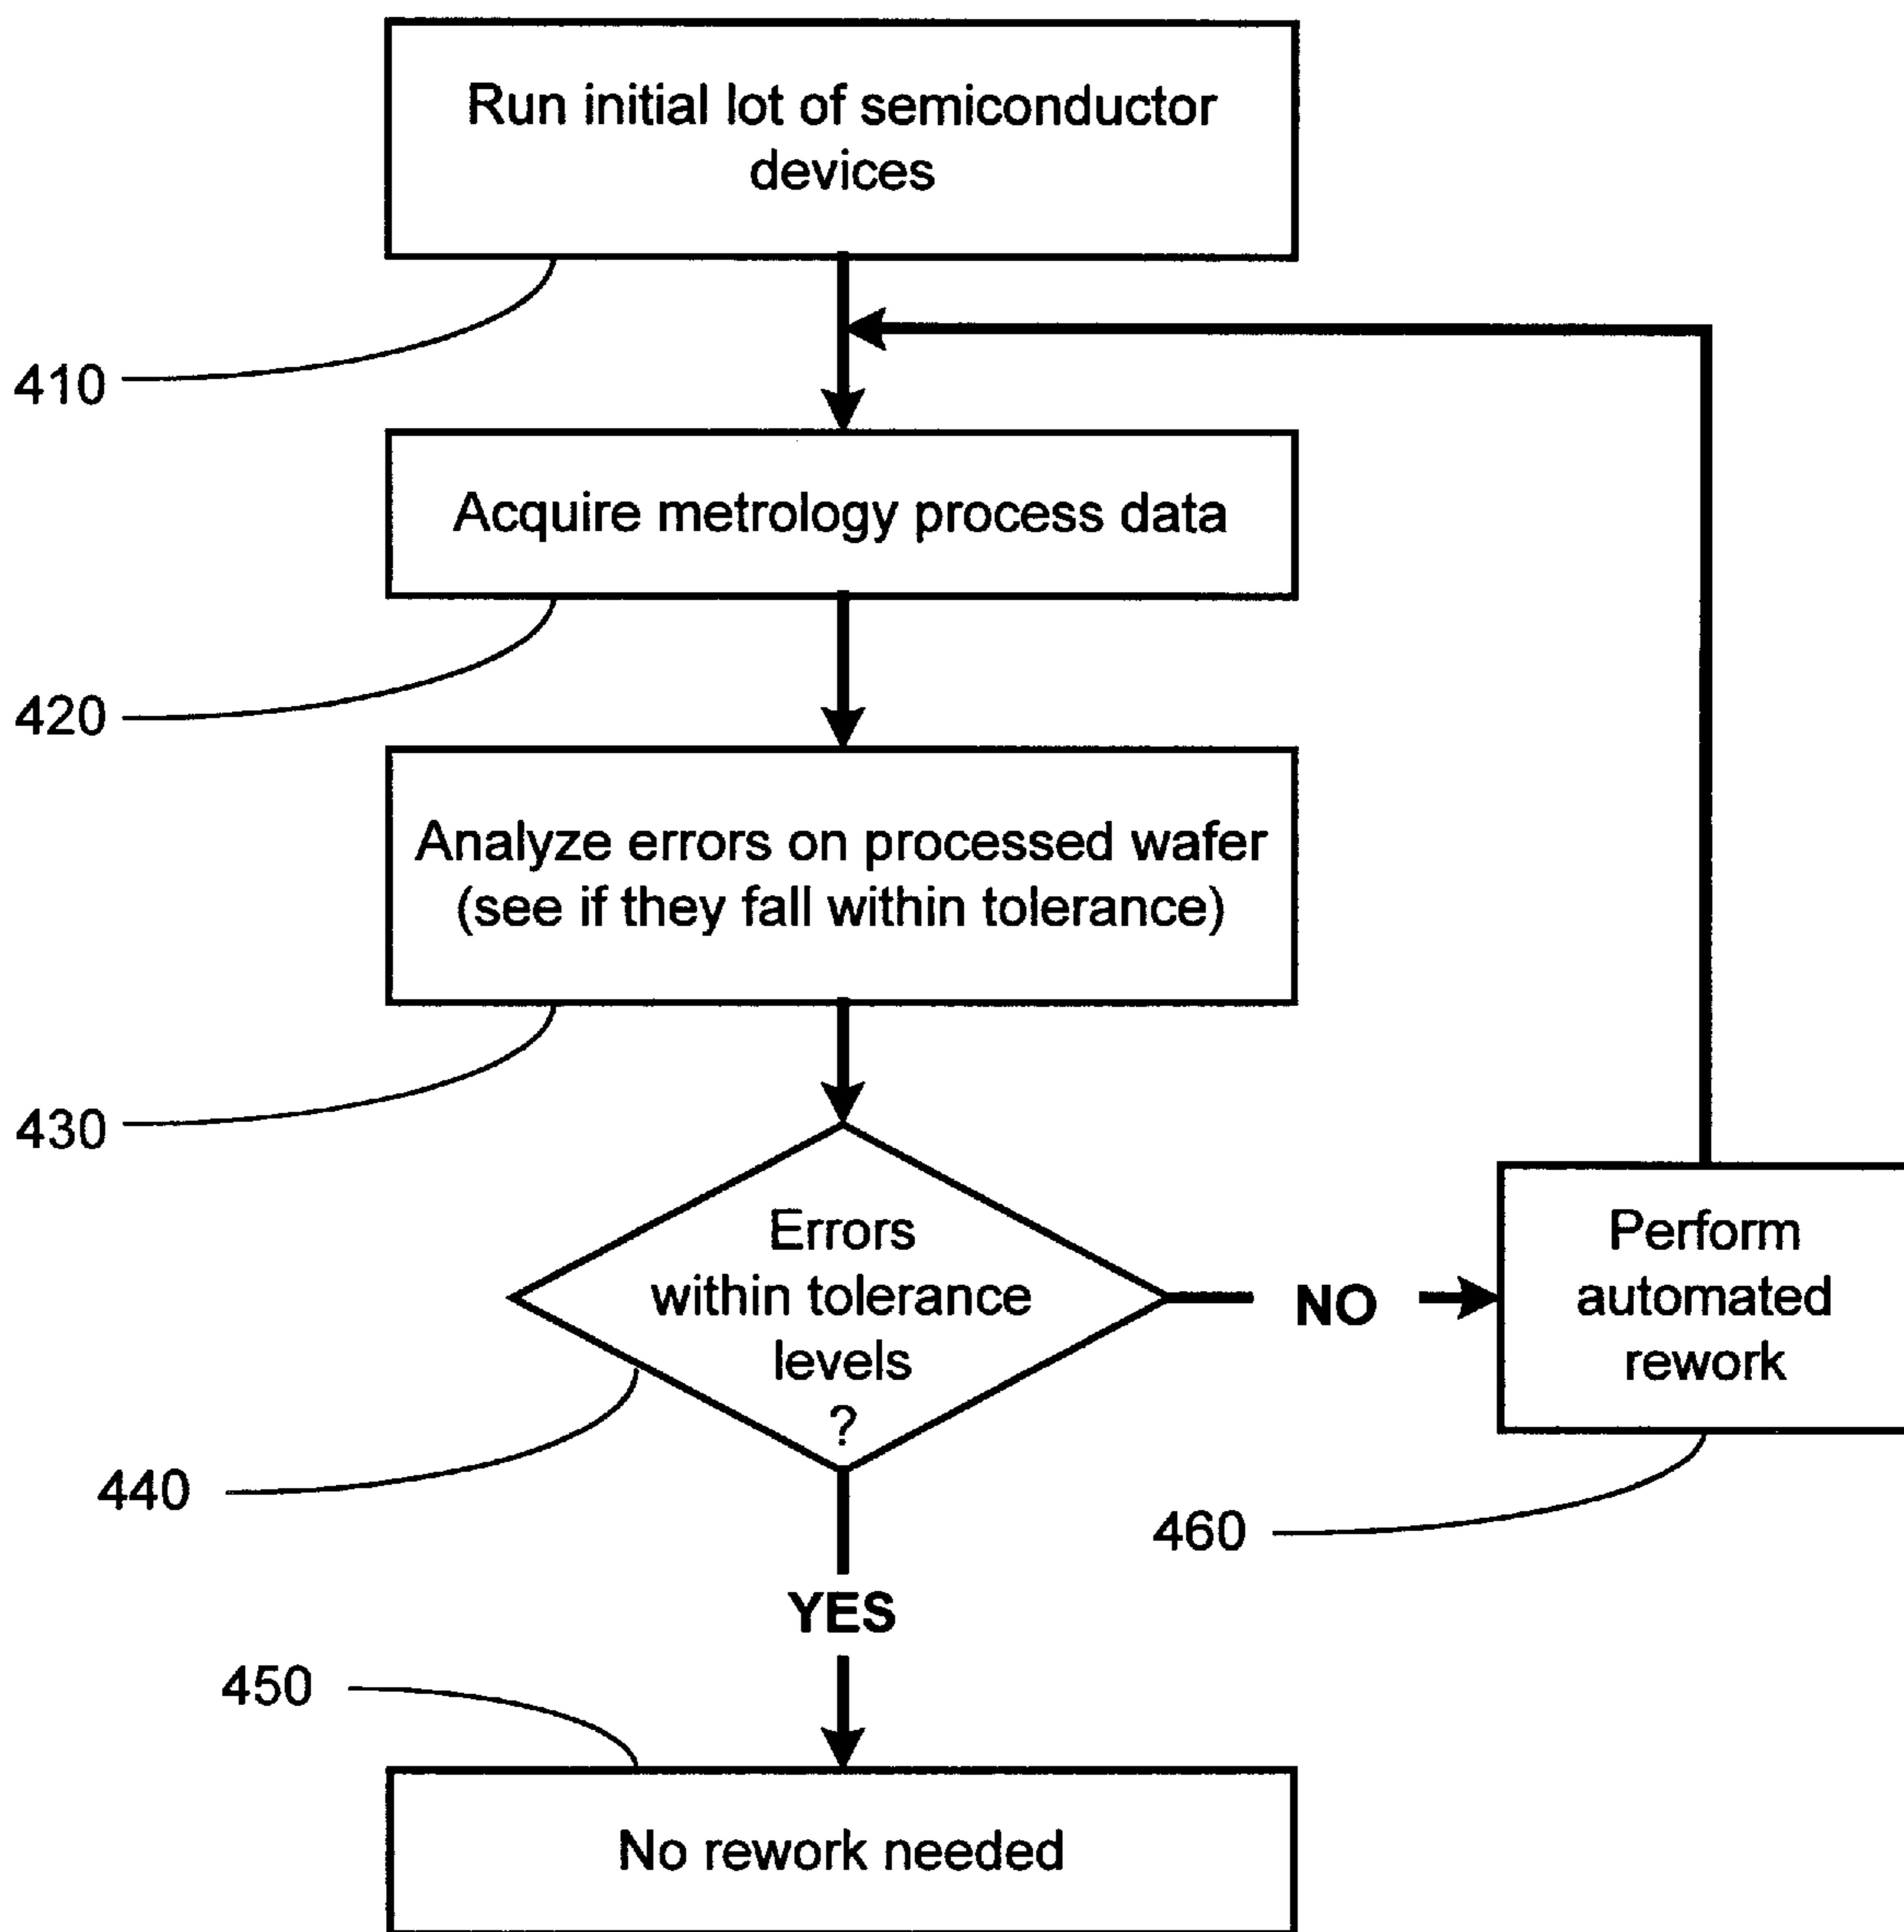 Run initial lot of semiconductor
devices
410
Acquire metrology process data
420
Analyze errors on processed wafer
(see if they fall within tolerance)
430
Errors
within tolerance
levels
?
440
NO
Perform
automated
rework
460
YES
450
No rework needed